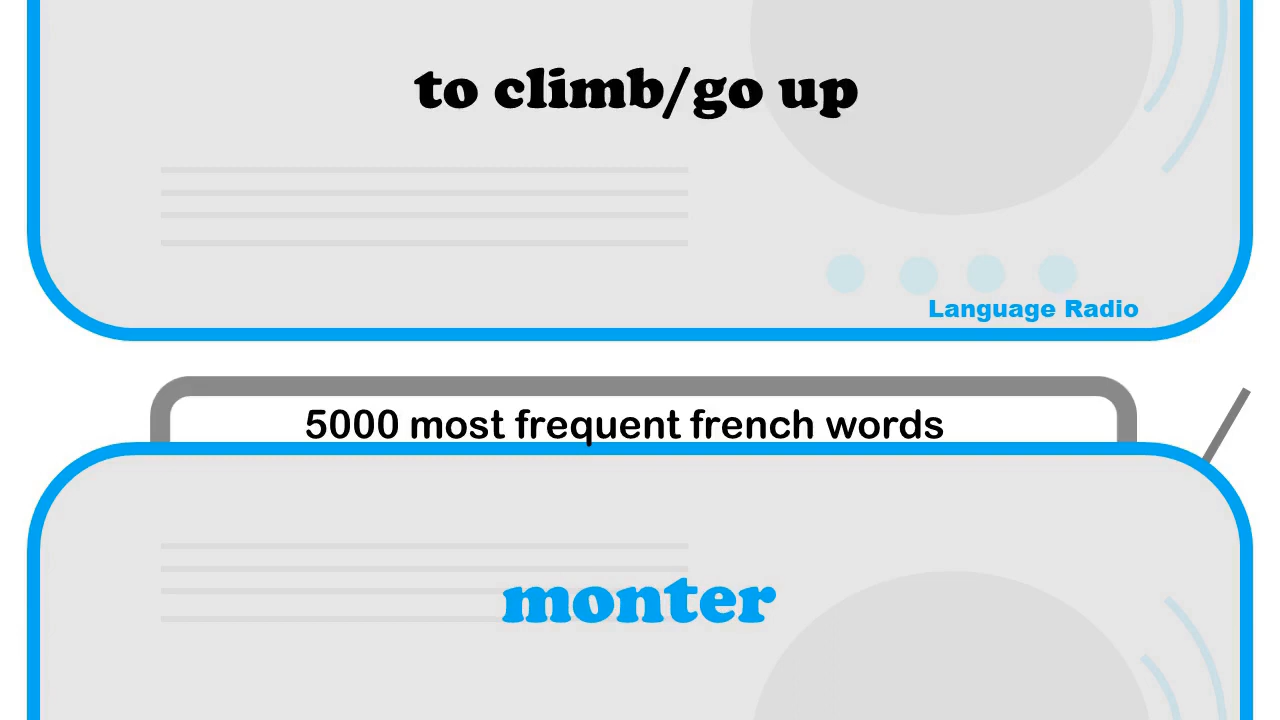 to climb/go up
Language Radio
5000 most frequent french words
monter